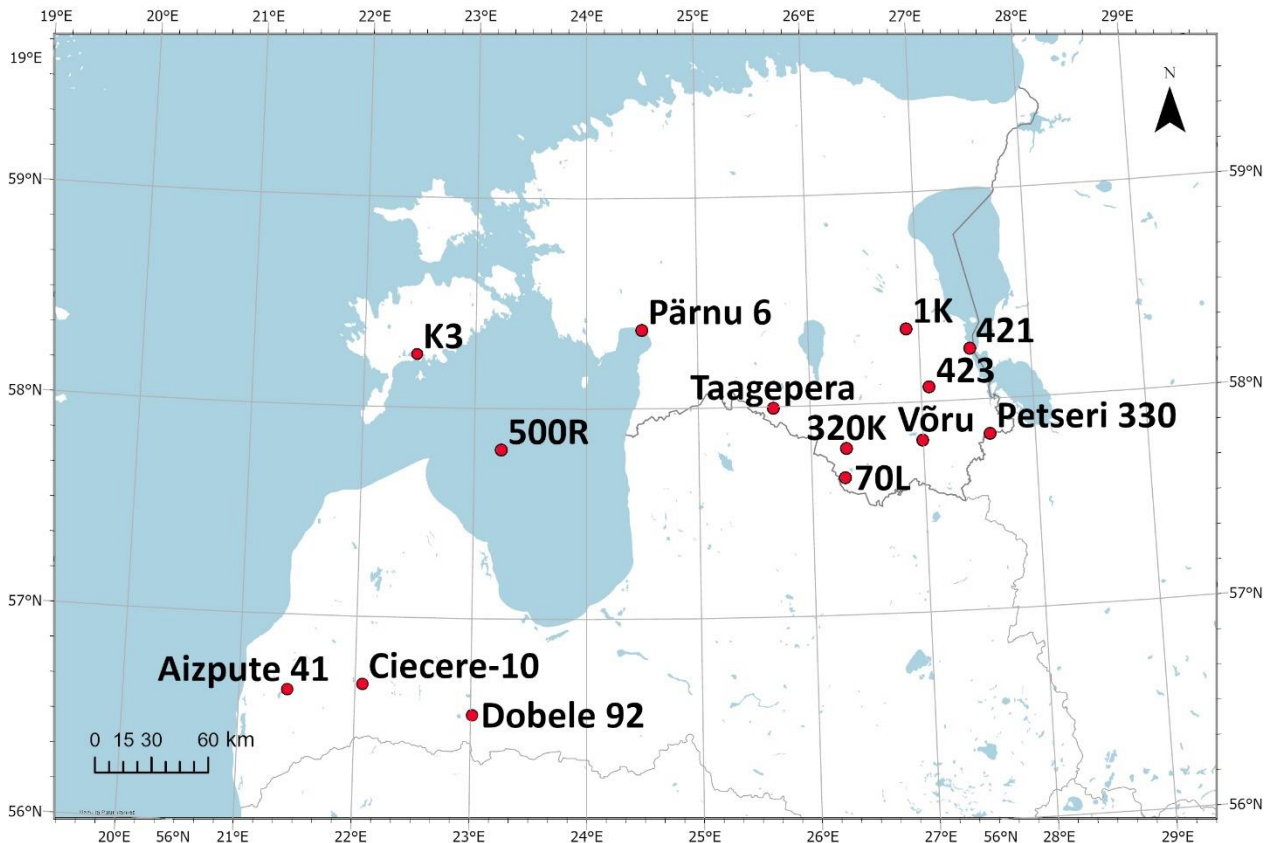 19°E 20°E 21°E 22°E 23°E 24°E 25°E 26°E 27°E 28°E 29°E
19°E
N
59°N 59°N
Pärnu 6
1K
K3
421
58°N 58°N
423
Taagepera
Võru
Petseri 330
320K
500R
70L
57°N 57°N
Aizpute 41
Ciecere-10
Dobele 92
0 15 30 60 km
56°N 56°N
20°E 56°N 21°E 22°E 23°E 24°E 25°E 26°E 27°E 56°N 28°E 29°E